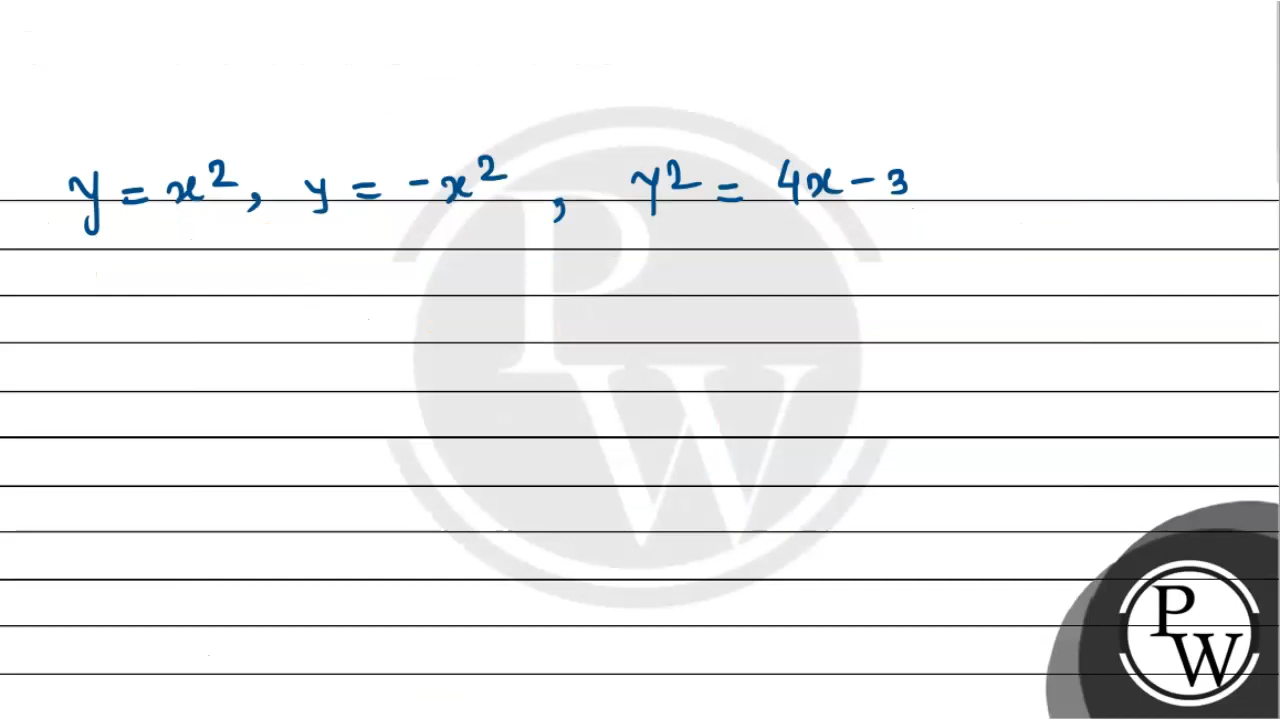 y = x², y = -x², y² = 4x - 3
P
W
P
W